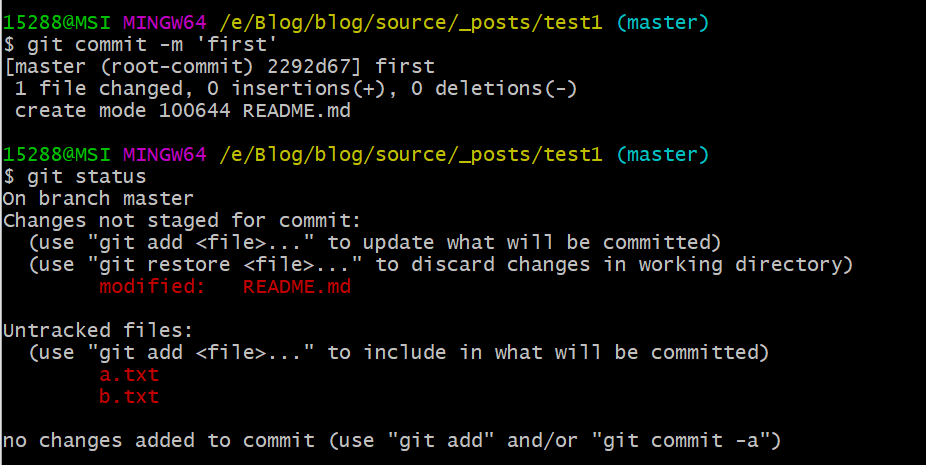 15288@MSI MINGW64 /e/Blog/blog/source/_posts/test1 (master)
$ git commit -m 'first'
[master (root-commit) 2292d67] first
 1 file changed, 0 insertions(+), 0 deletions(-)
 create mode 100644 README.md

15288@MSI MINGW64 /e/Blog/blog/source/_posts/test1 (master)
$ git status
On branch master
Changes not staged for commit:
  (use "git add <file>..." to update what will be committed)
  (use "git restore <file>..." to discard changes in working directory)
        modified:   README.md

Untracked files:
  (use "git add <file>..." to include in what will be committed)
        a.txt
        b.txt

no changes added to commit (use "git add" and/or "git commit -a")